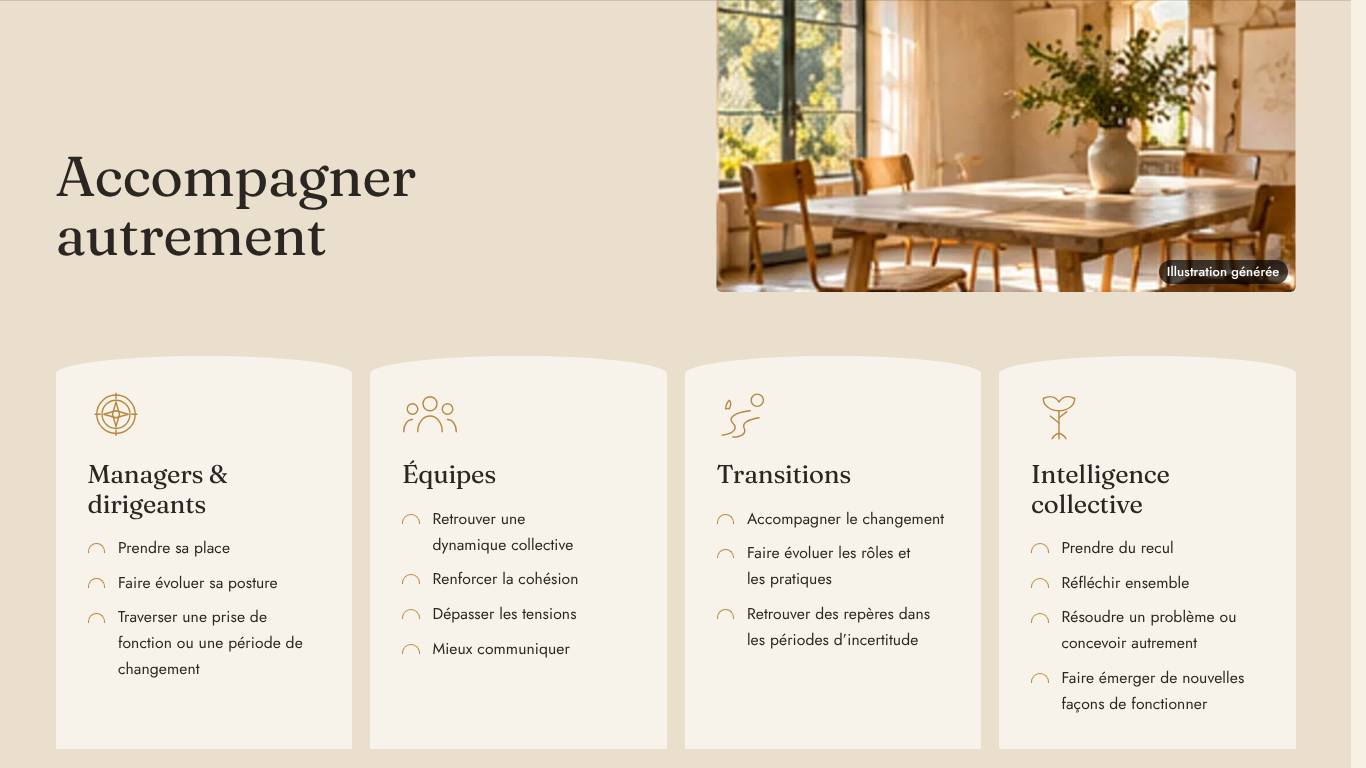 Accompagner
autrement
Illustration générée
Managers &
dirigeants
Prendre sa place
Faire évoluer sa posture
Traverser une prise de
fonction ou une période de
changement
Équipes
Retrouver une
dynamique collective
Renforcer la cohésion
Dépasser les tensions
Mieux communiquer
Transitions
Accompagner le changement
Faire évoluer les rôles et
les pratiques
Retrouver des repères dans
les périodes d’incertitude
Intelligence
collective
Prendre du recul
Réfléchir ensemble
Résoudre un problème ou
concevoir autrement
Faire émerger de nouvelles
façons de fonctionner